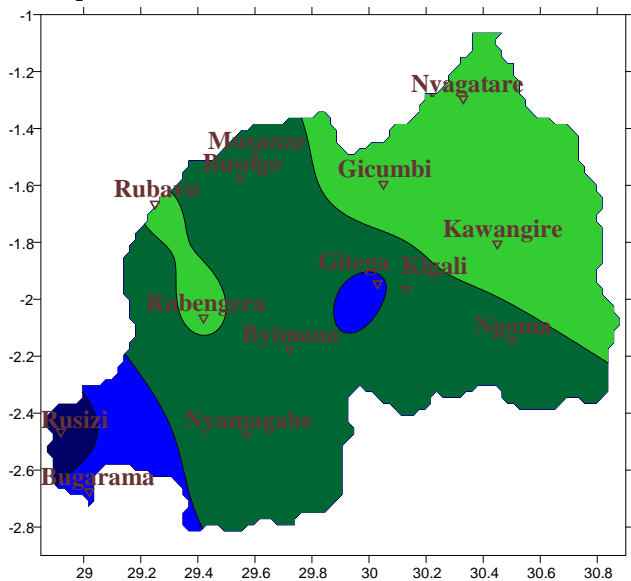 -1
Nyagatare
-1.2
-1.4
Musanze
Busogo
Gicumbi
-1.6
Rubavu
Kawangire
-1.8
Gitega
Kigali
-2
Rubengera
Byimana
Ngoma
-2.2
-2.4
Rusizi
Nyamagabe
-2.6
Bugarama
-2.8
29 29.2 29.4 29.6 29.8 30 30.2 30.4 30.6 30.8